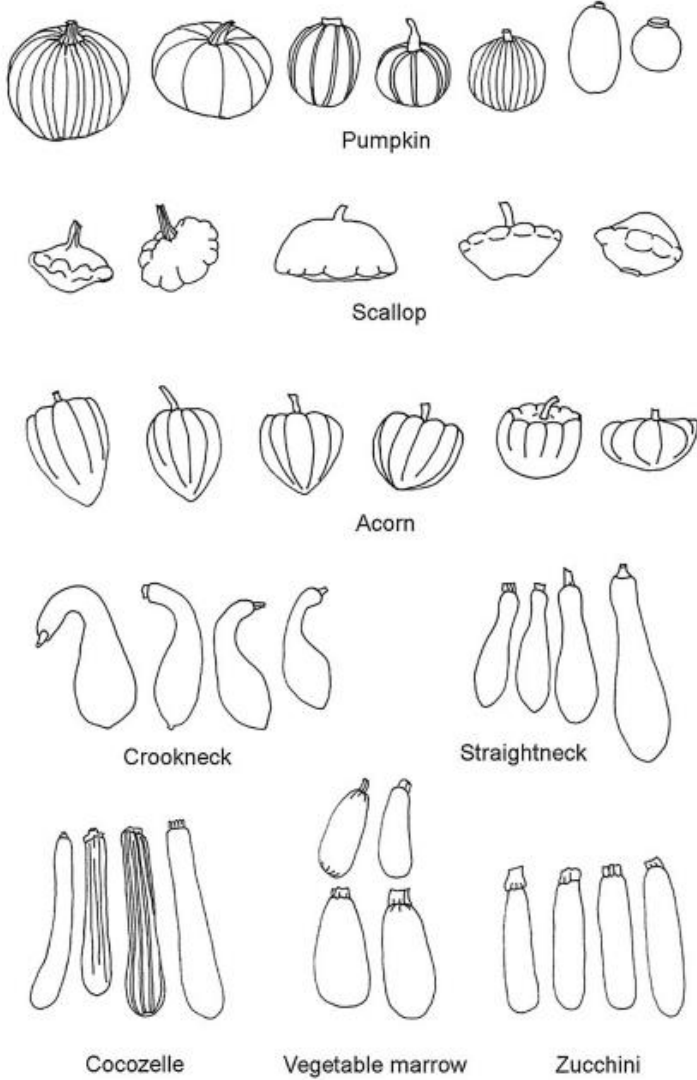 Pumpkin
Scallop
Acorn
Crookneck
Straightneck
Cocozelle
Vegetable marrow
Zucchini